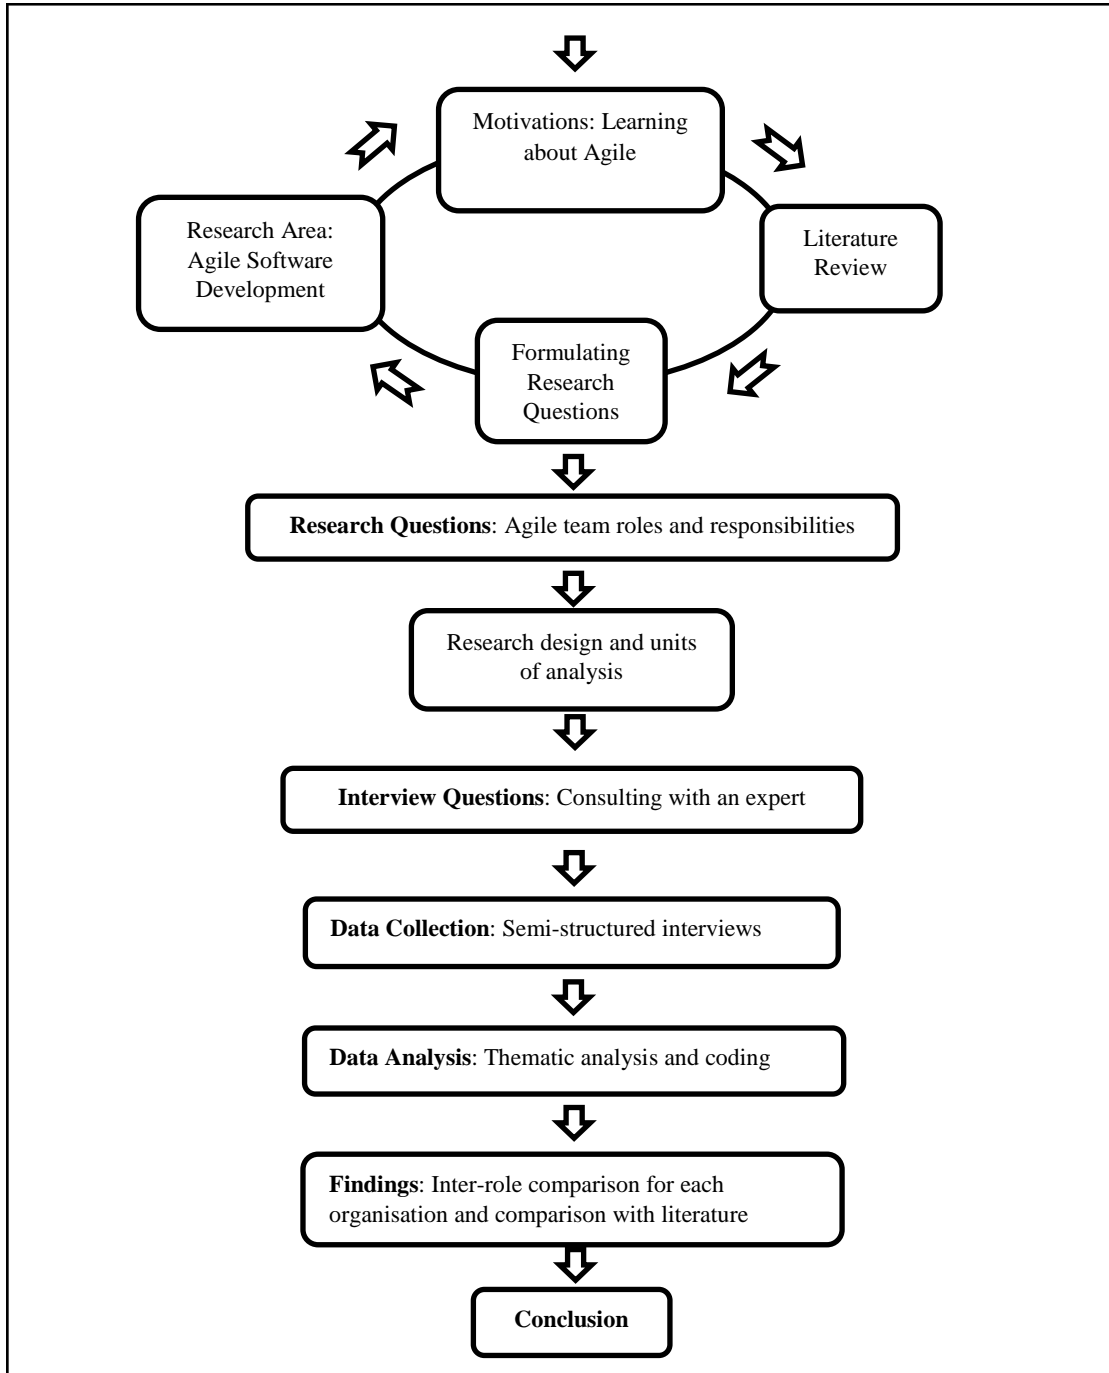 Motivations: Learning
about Agile
Research Area:
Agile Software
Development
Literature
Review
Formulating
Research
Questions
Research Questions: Agile team roles and responsibilities
Research design and units
of analysis
Interview Questions: Consulting with an expert
Data Collection: Semi-structured interviews
Data Analysis: Thematic analysis and coding
Findings: Inter-role comparison for each
organisation and comparison with literature
Conclusion